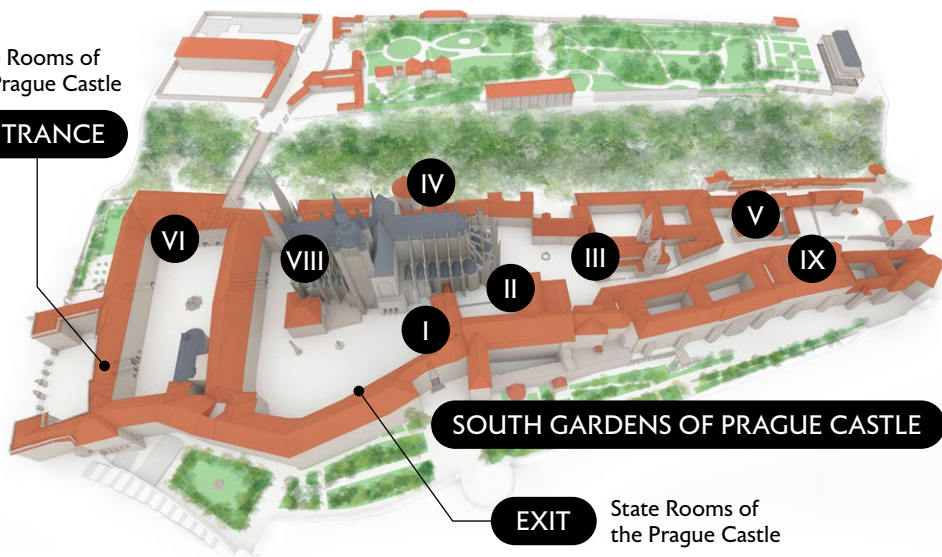 Rooms of
Prague Castle
TRANCE
IV
VI
V
VIII
III
IX
II
I
SOUTH GARDENS OF PRAGUE CASTLE
EXIT
State Rooms of
the Prague Castle